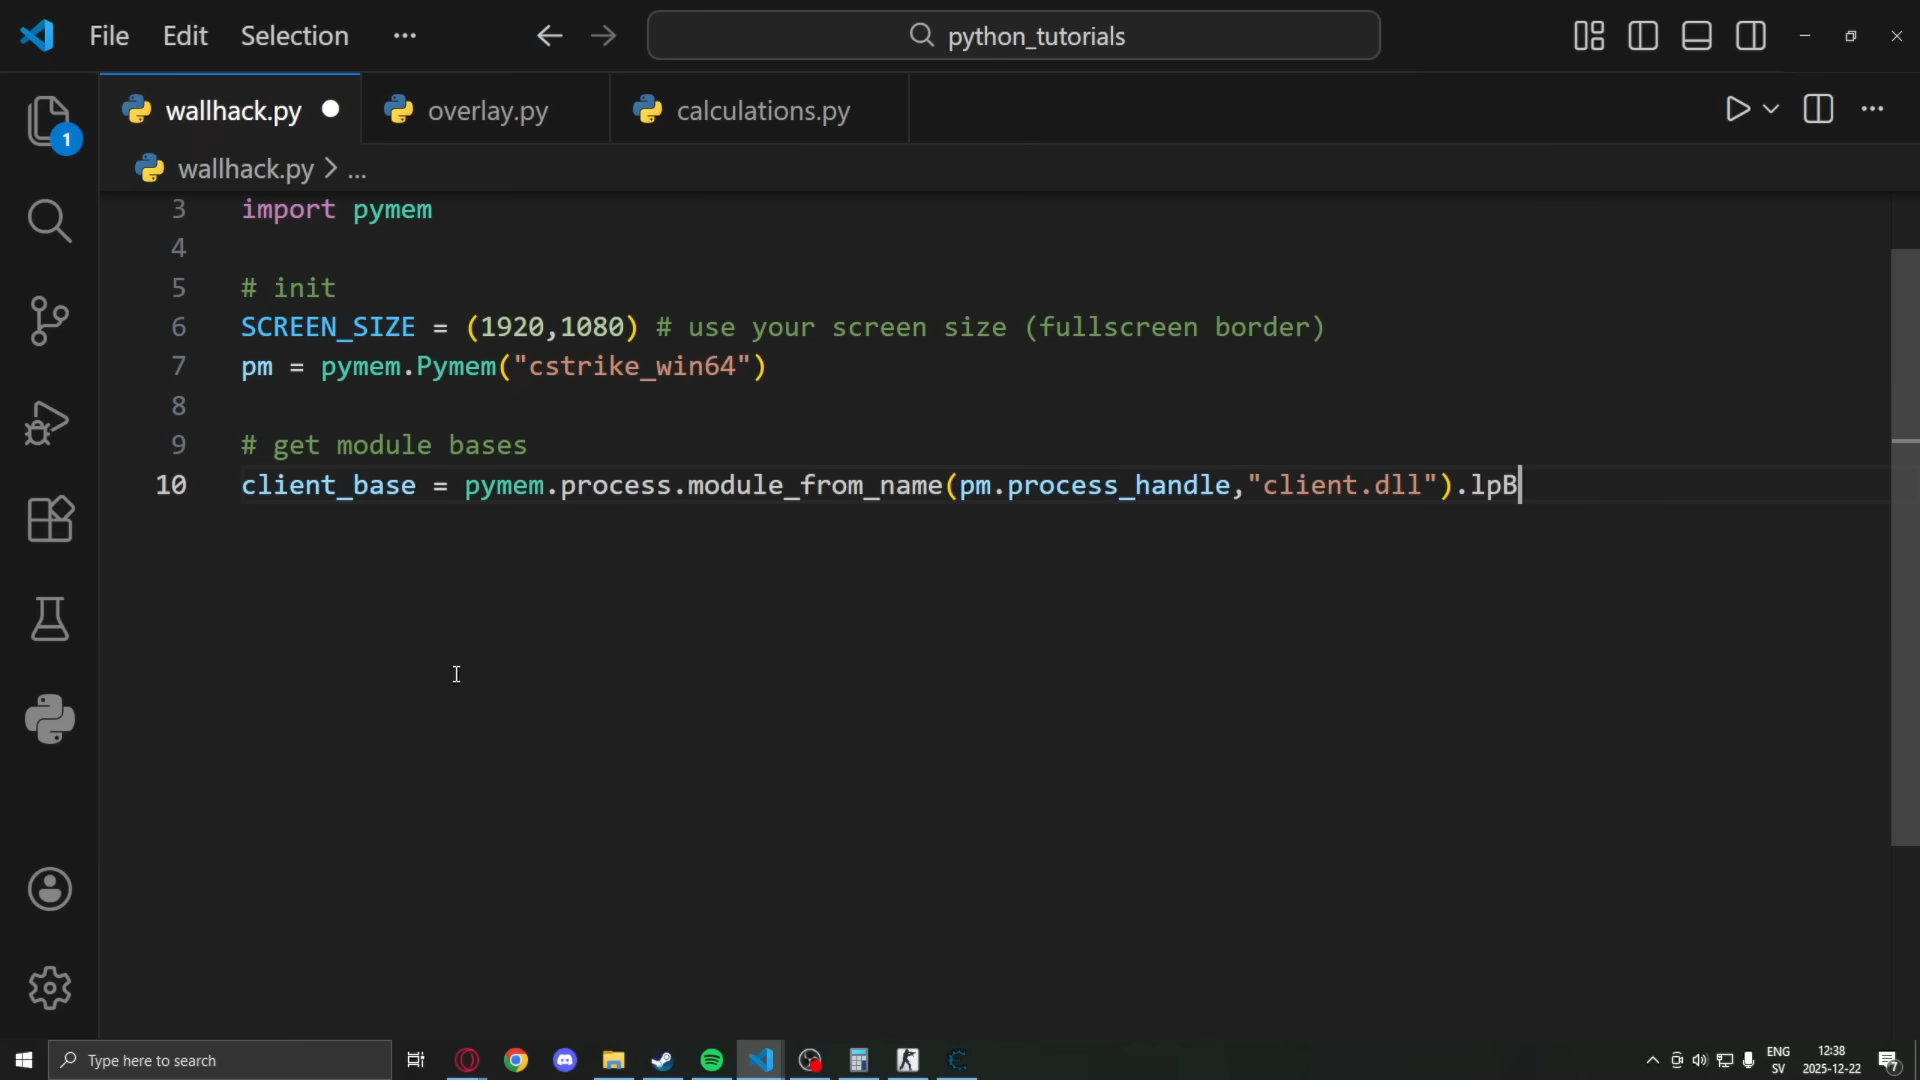 File Edit Selection ···
python_tutorials
1
wallhack.py
overlay.py
calculations.py
wallhack.py > ...
3 import pymem
4
5 # init
6 SCREEN_SIZE = (1920,1080) # use your screen size (fullscreen border)
7 pm = pymem.Pymem("cstrike_win64")
8
9 # get module bases
10 client_base = pymem.process.module_from_name(pm.process_handle,"client.dll").lpB
Type here to search
ENG
SV
12:38
2025-12-22
7